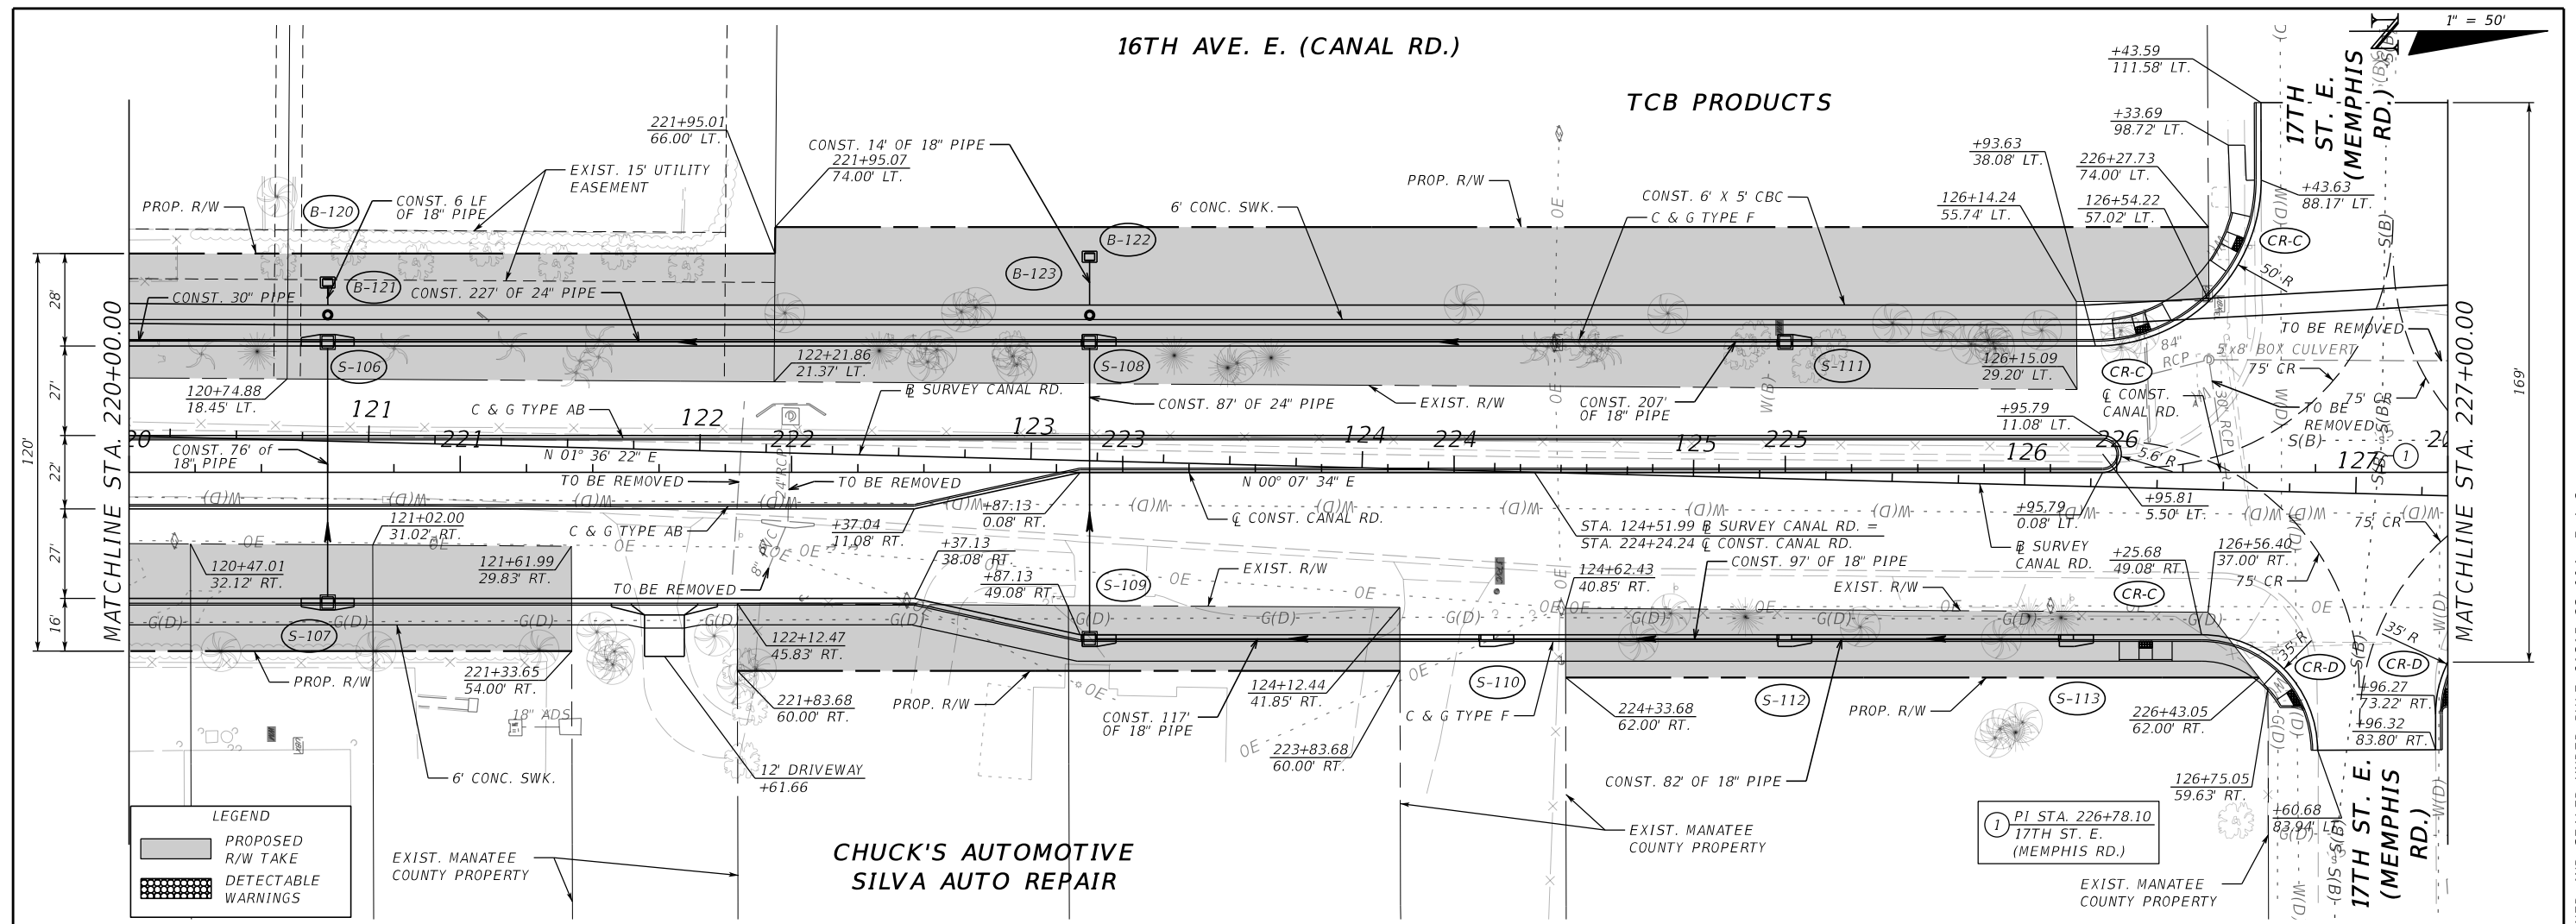 16TH AVE. E. (CANAL RD.)
TCB PRODUCTS
1" = 50'
N
17TH
ST. E.
(MEMPHIS
RD.)
+43.59
111.58' LT.
+33.69
98.72' LT.
+93.63
38.08' LT.
226+27.73
74.00' LT.
+43.63
88.17' LT.
126+14.24
55.74' LT.
126+54.22
57.02' LT.
221+95.01
66.00' LT.
CONST. 14' OF 18" PIPE
221+95.07
74.00' LT.
EXIST. 15' UTILITY
EASEMENT
PROP. R/W
B-120
CONST. 6 LF
OF 18" PIPE
PROP. R/W
6' CONC. SWK.
CONST. 6' X 5' CBC
C & G TYPE F
B-122
B-123
B-121
CR-C
50' R
CONST. 30" PIPE
CONST. 227' OF 24" PIPE
MATCHLINE STA. 220+00.00
MATCHLINE STA. 227+00.00
120'
28'
27'
22'
27'
16'
169'
TO BE REMOVED
84"
RCP
5'x8' BOX CULVERT
75' CR
75' CR
S-106
S-108
S-111
CR-C
122+21.86
21.37' LT.
126+15.09
29.20' LT.
120+74.88
18.45' LT.
C & G TYPE AB
BL SURVEY CANAL RD.
CONST. 87' OF 24" PIPE
EXIST. R/W
CONST. 207'
OF 18" PIPE
CL CONST.
CANAL RD.
TO BE
REMOVED
30" RCP
+95.79
11.08' LT.
121
122
123
124
125
126
127
20
221
222
223
224
225
226
22
CONST. 76' of
18" PIPE
N 01° 36' 22" E
N 00° 07' 34" E
TO BE REMOVED
24"RCP
TO BE REMOVED
5.6' R
1
C & G TYPE AB
121+02.00
31.02' RT.
+37.04
11.08' RT.
+87.13
0.08' RT.
CL CONST. CANAL RD.
STA. 124+51.99 BL SURVEY CANAL RD. =
STA. 224+24.24 CL CONST. CANAL RD.
+95.79
0.08' LT.
+95.81
5.50' LT.
BL SURVEY
CANAL RD.
75' CR
75' CR
120+47.01
32.12' RT.
121+61.99
29.83' RT.
+37.13
38.08' RT.
+87.13
49.08' RT.
TO BE REMOVED
EXIST. R/W
S-109
124+62.43
40.85' RT.
CONST. 97' OF 18" PIPE
EXIST. R/W
+25.68
49.08' RT.
126+56.40
37.00' RT.
CR-C
S-107
122+12.47
45.83' RT.
221+33.65
54.00' RT.
PROP. R/W
221+83.68
60.00' RT.
PROP. R/W
124+12.44
41.85' RT.
S-110
C & G TYPE F
224+33.68
62.00' RT.
S-112
PROP. R/W
S-113
226+43.05
62.00' RT.
35' R
CR-D
35' R
CR-D
+96.27
73.22' RT.
+96.32
83.80' RT.
18" ADS
CONST. 117'
OF 18" PIPE
223+83.68
60.00' RT.
6' CONC. SWK.
12' DRIVEWAY
+61.66
CONST. 82' OF 18" PIPE
126+75.05
59.63' RT.
+60.68
83.94' LT.
LEGEND
PROPOSED
R/W TAKE
DETECTABLE
WARNINGS
EXIST. MANATEE
COUNTY PROPERTY
CHUCK'S AUTOMOTIVE
SILVA AUTO REPAIR
EXIST. MANATEE
COUNTY PROPERTY
1 PI STA. 226+78.10
17TH ST. E.
(MEMPHIS RD.)
EXIST. MANATEE
COUNTY PROPERTY
17TH ST. E.
(MEMPHIS
RD.)